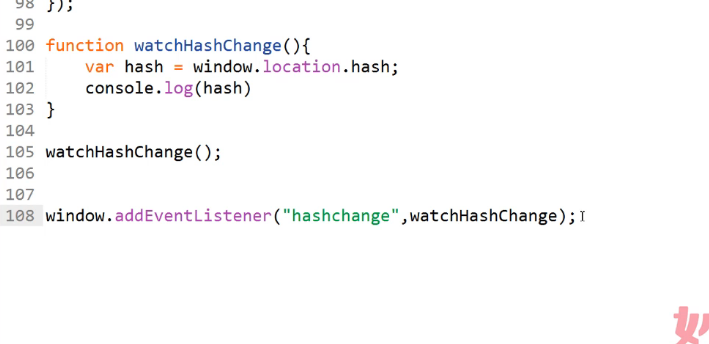 98 });
99
100 function watchHashChange(){
101 var hash = window.location.hash;
102 console.log(hash)
103 }
104
105 watchHashChange();
106
107
108 window.addEventListener("hashchange",watchHashChange);